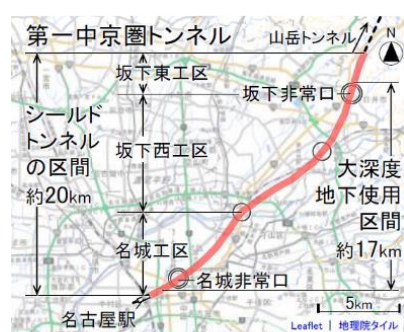 第一中京圏トンネル
山岳トンネル
N
坂下東工区
坂下非常口
シールド
トンネル
の区間
約20km
坂下西工区
大深度
地下使用
区間
約17km
名城工区
名城非常口
名古屋駅
5km
Leaflet | 地理院タイル